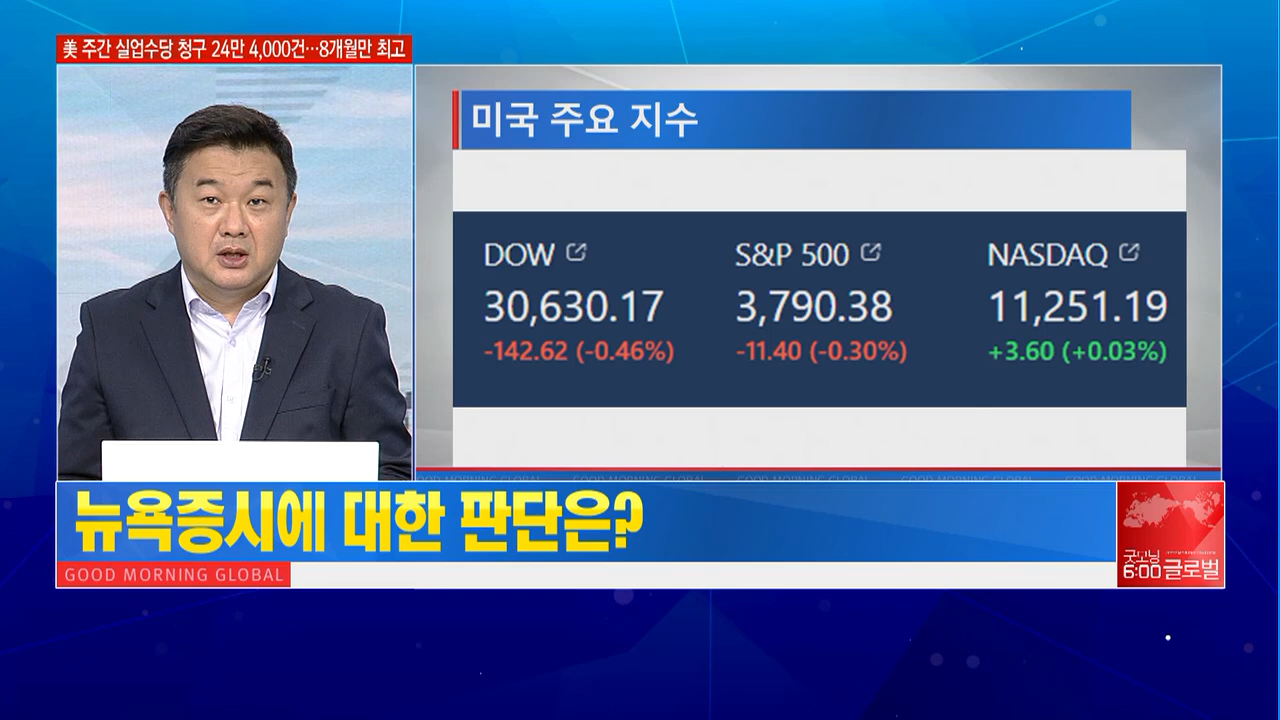 美 주간 실업수당 청구 24만 4,000건…8개월만 최고
미국 주요 지수
DOW
30,630.17
-142.62 (-0.46%)
S&P 500
3,790.38
-11.40 (-0.30%)
NASDAQ
11,251.19
+3.60 (+0.03%)
뉴욕증시에 대한 판단은?
GOOD MORNING GLOBAL
굿모닝
6:00 글로벌